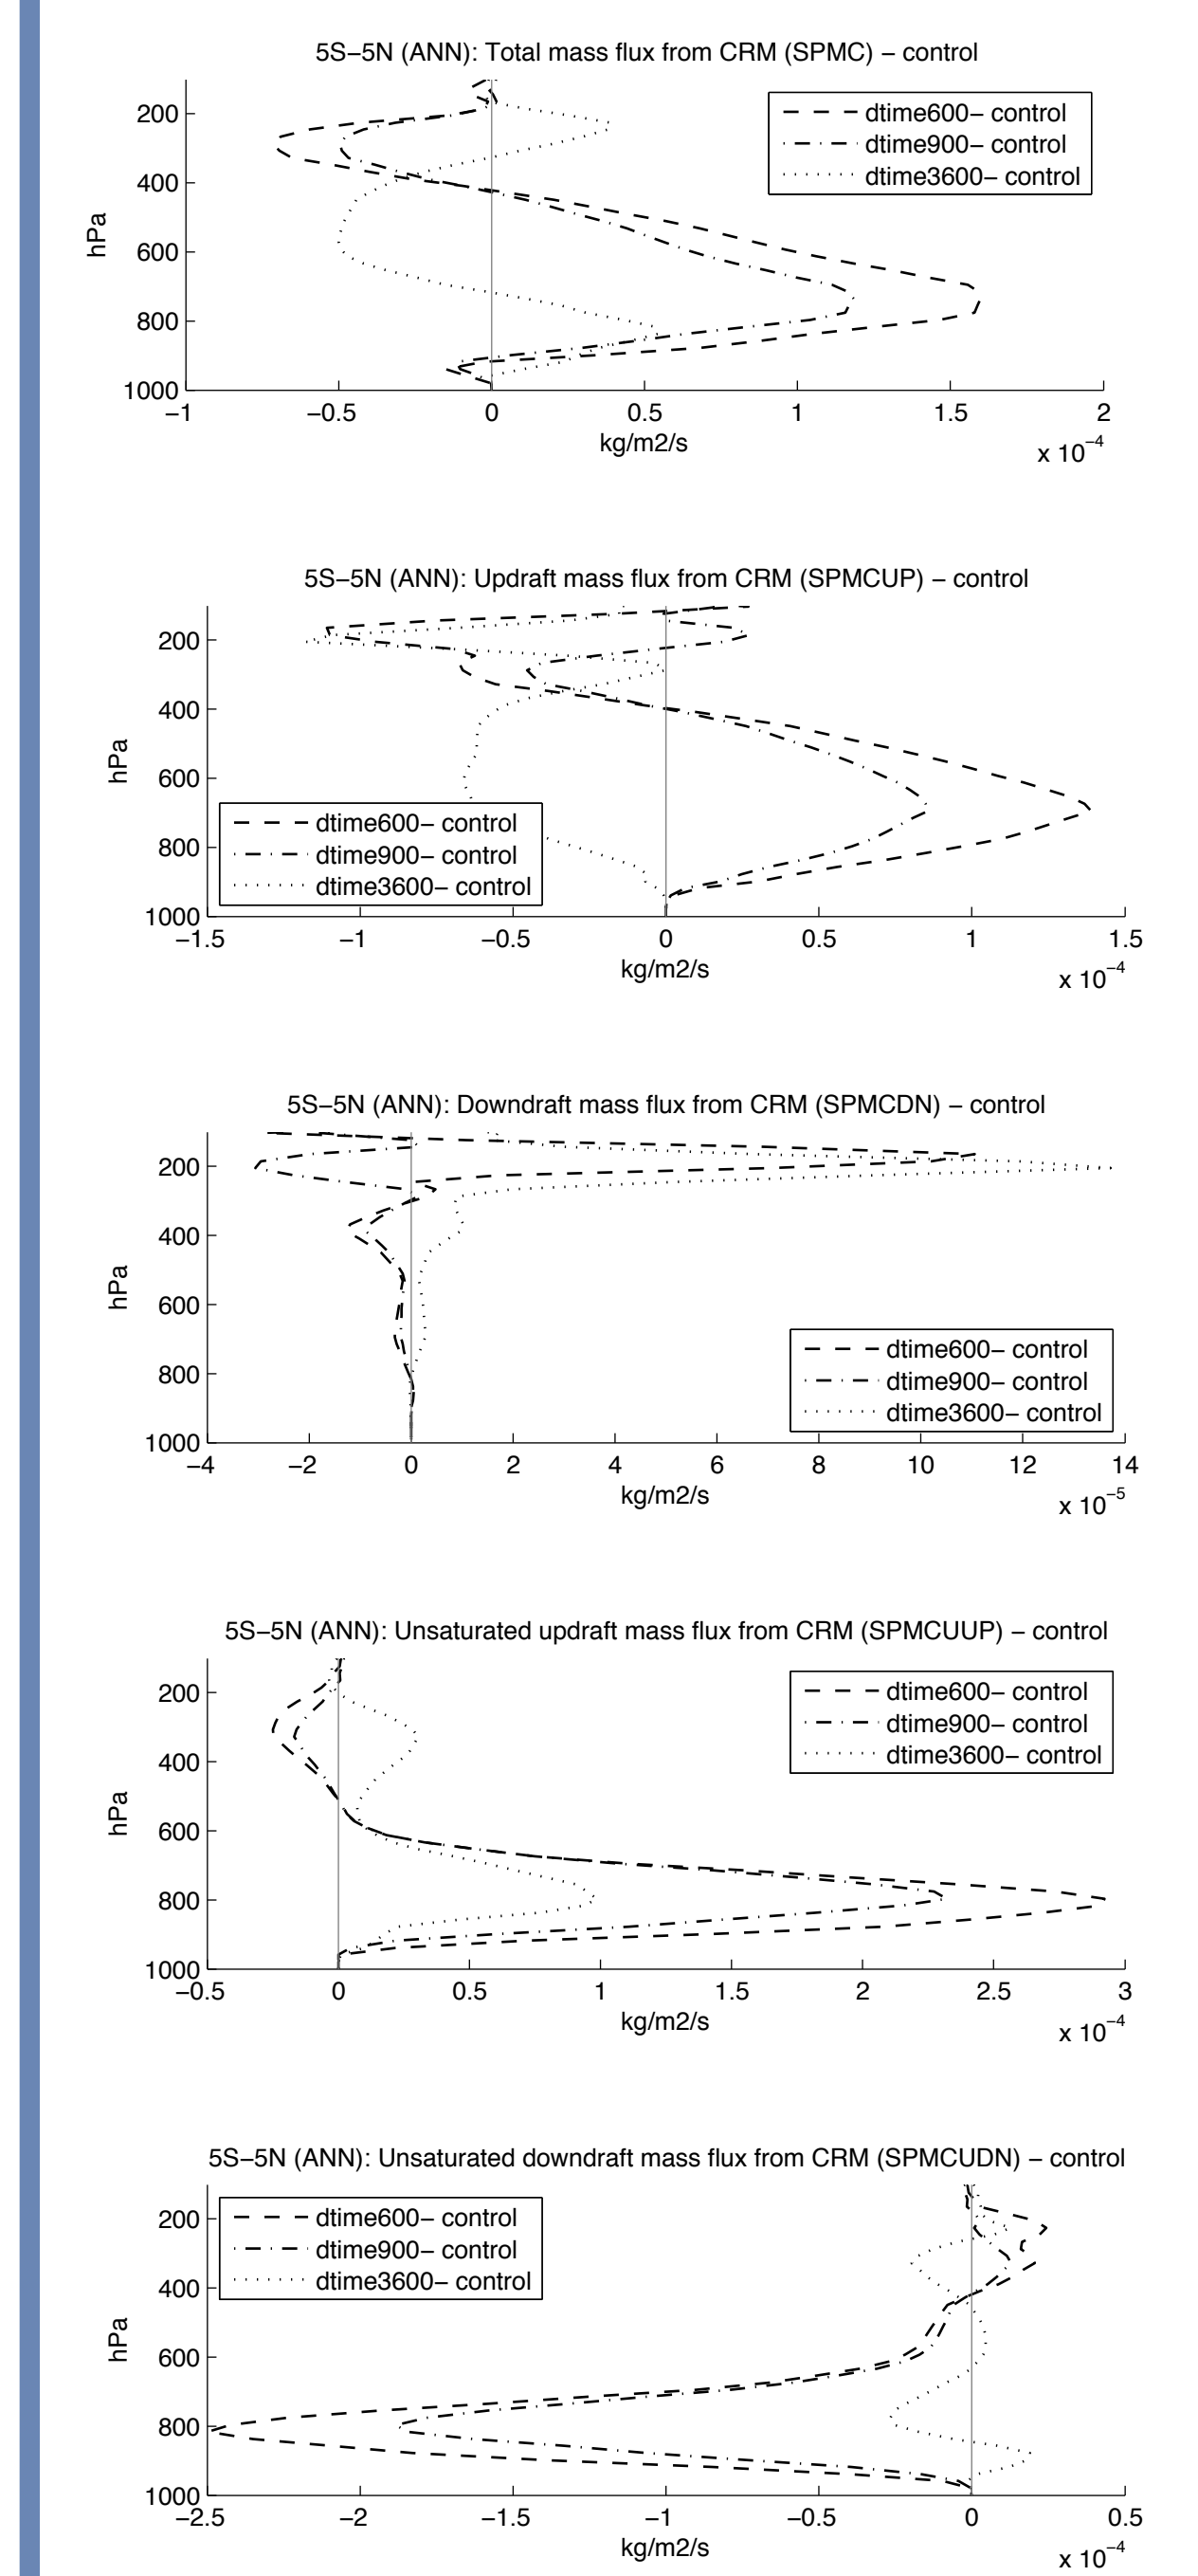 5S−5N (ANN): Total mass flux from CRM (SPMC) − control
dtime600− control
dtime900− control
dtime3600− control
200
400
600
800
1000
hPa
−1
−0.5
0
0.5
1
1.5
2
kg/m2/s
x 10−4
5S−5N (ANN): Updraft mass flux from CRM (SPMCUP) − control
200
400
600
800
1000
hPa
dtime600− control
dtime900− control
dtime3600− control
−1.5
−1
−0.5
0
0.5
1
1.5
kg/m2/s
x 10−4
5S−5N (ANN): Downdraft mass flux from CRM (SPMCDN) − control
200
400
600
800
1000
hPa
dtime600− control
dtime900− control
dtime3600− control
−4
−2
0
2
4
6
8
10
12
14
kg/m2/s
x 10−5
5S−5N (ANN): Unsaturated updraft mass flux from CRM (SPMCUUP) − control
dtime600− control
dtime900− control
dtime3600− control
200
400
600
800
1000
hPa
−0.5
0
0.5
1
1.5
2
2.5
3
kg/m2/s
x 10−4
5S−5N (ANN): Unsaturated downdraft mass flux from CRM (SPMCUDN) − control
dtime600− control
dtime900− control
dtime3600− control
200
400
600
800
1000
hPa
−2.5
−2
−1.5
−1
−0.5
0
0.5
kg/m2/s
x 10−4